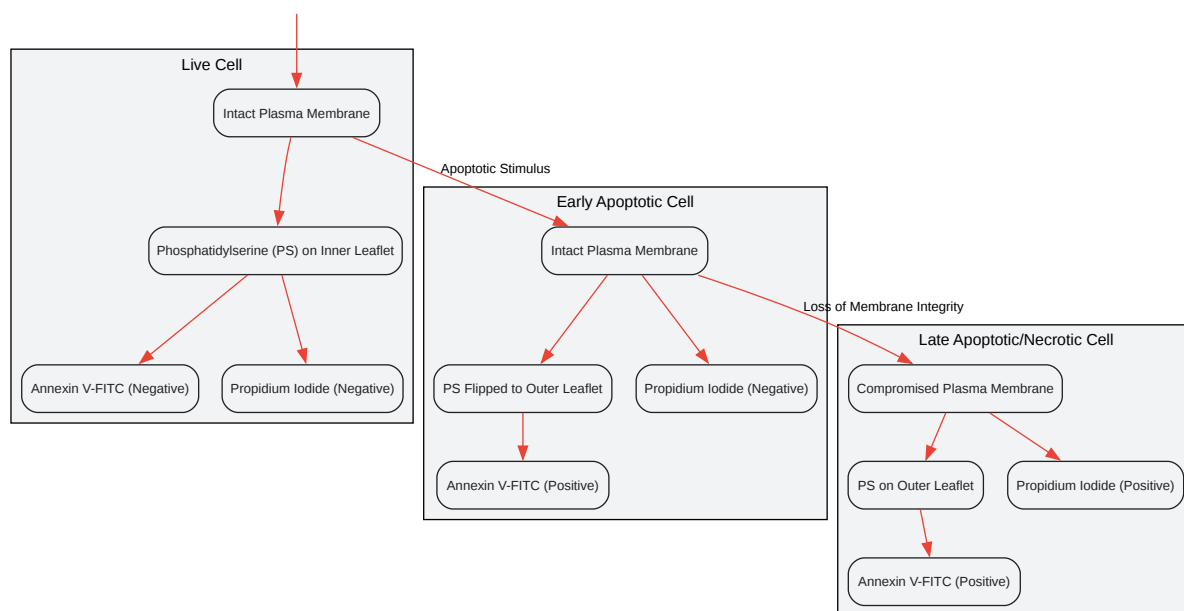 Live Cell
Intact Plasma Membrane
Apoptotic Stimulus
Early Apoptotic Cell
Phosphatidylserine (PS) on Inner Leaflet
Intact Plasma Membrane
Loss of Membrane Integrity
Late Apoptotic/Necrotic Cell
Annexin V-FITC (Negative)
Propidium Iodide (Negative)
PS Flipped to Outer Leaflet
Propidium Iodide (Negative)
Compromised Plasma Membrane
Annexin V-FITC (Positive)
PS on Outer Leaflet
Propidium Iodide (Positive)
Annexin V-FITC (Positive)